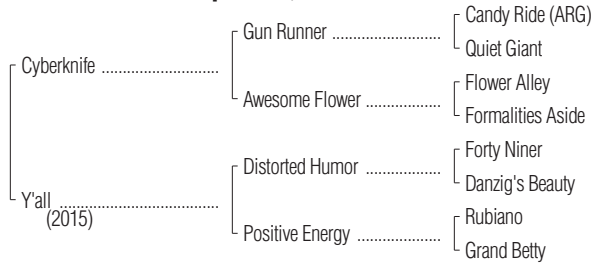 Cyberknife ..............................
Gun Runner ...........................
Candy Ride (ARG)
Quiet Giant
Awesome Flower ...................
Flower Alley
Formalities Aside
Y'all ..................................
(2015)
Distorted Humor ...................
Forty Niner
Danzig's Beauty
Positive Energy .....................
Rubiano
Grand Betty